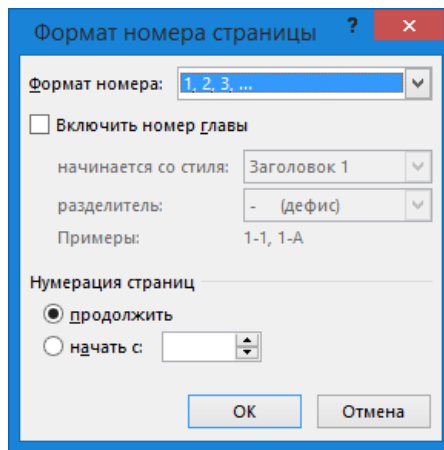 Формат номера страницы ? ×
Формат номера: 1, 2, 3, ...
Включить номер главы
начинается со стиля: Заголовок 1
разделитель: - (дефис)
Примеры: 1-1, 1-A
Нумерация страниц
продолжить
начать с:
ОК Отмена